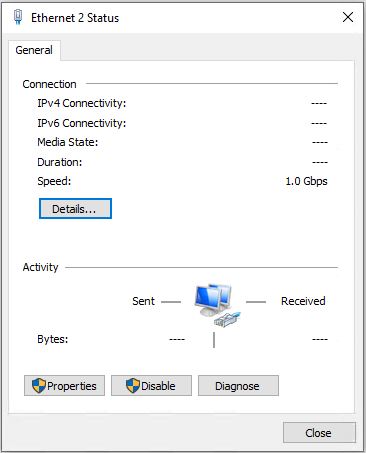 Ethernet 2 Status
General
Connection
IPv4 Connectivity: ----
IPv6 Connectivity: ----
Media State: ----
Duration: ----
Speed: 1.0 Gbps
Details...
Activity
Sent Received
Bytes: ---- ----
Properties Disable Diagnose
Close